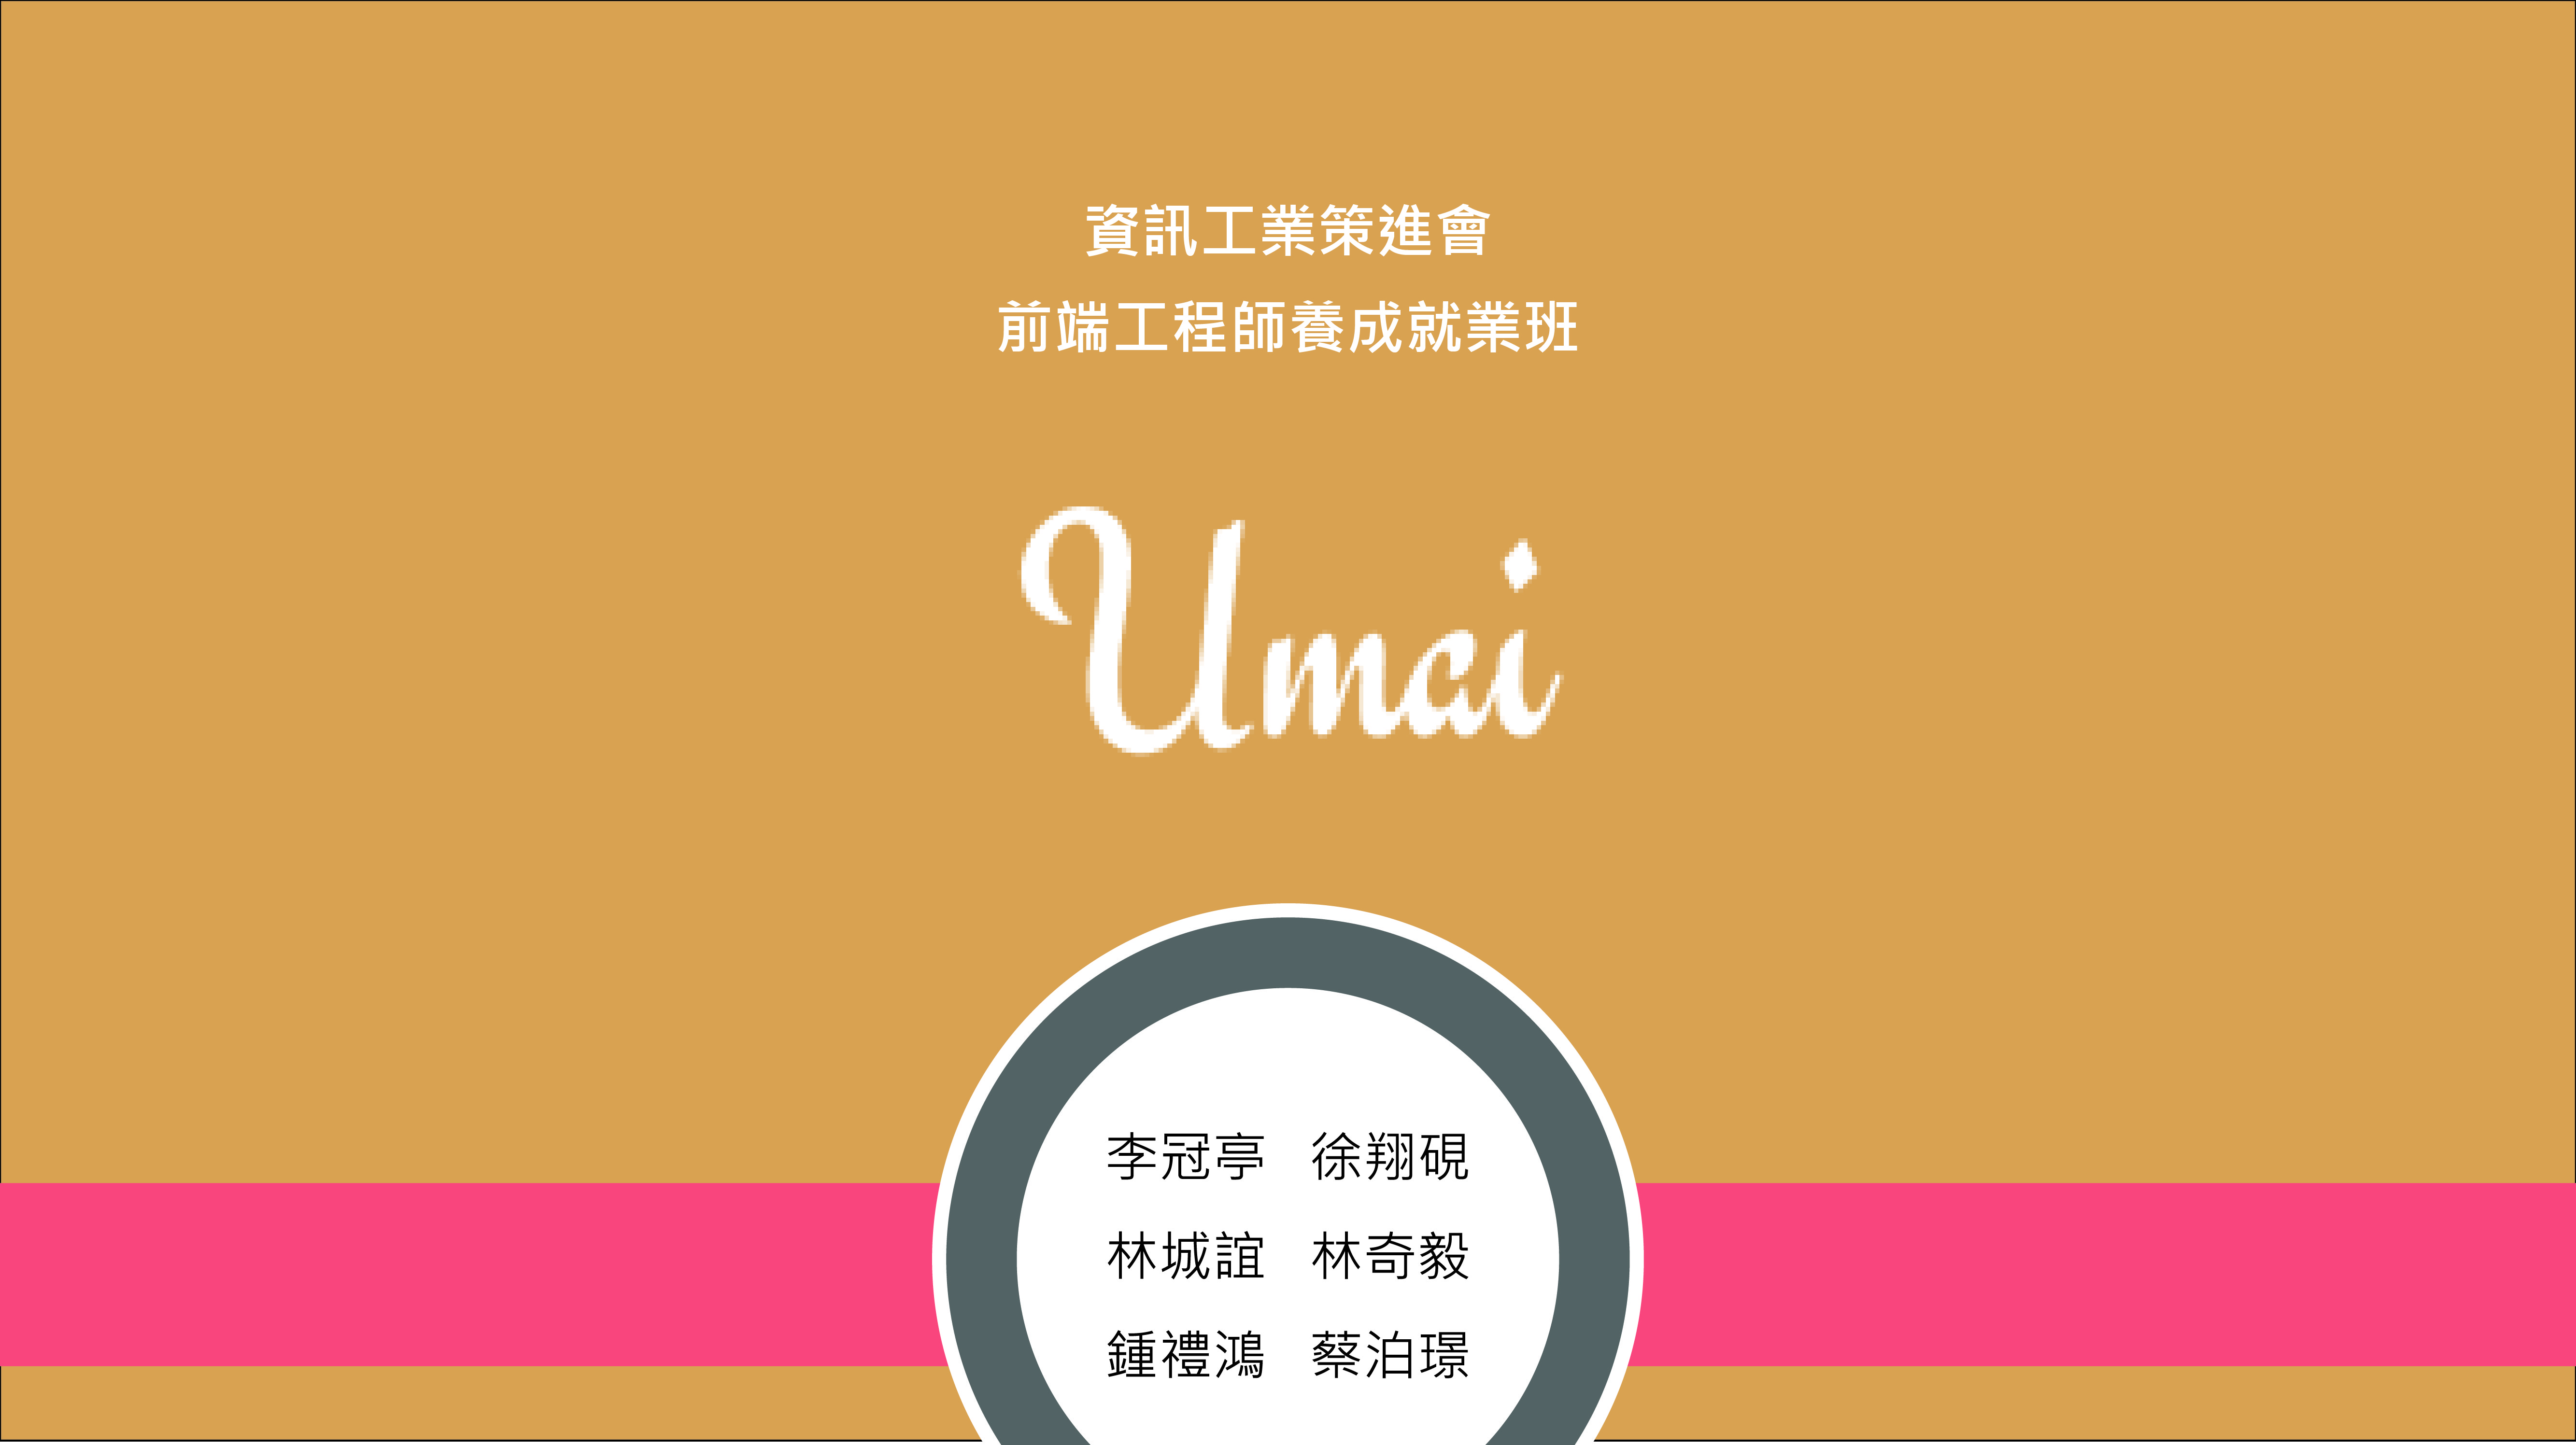 資訊工業策進會
前端工程師養成就業班
Umai
李冠亭 徐翔硯
林城誼 林奇毅
鍾禮鴻 蔡泊璟